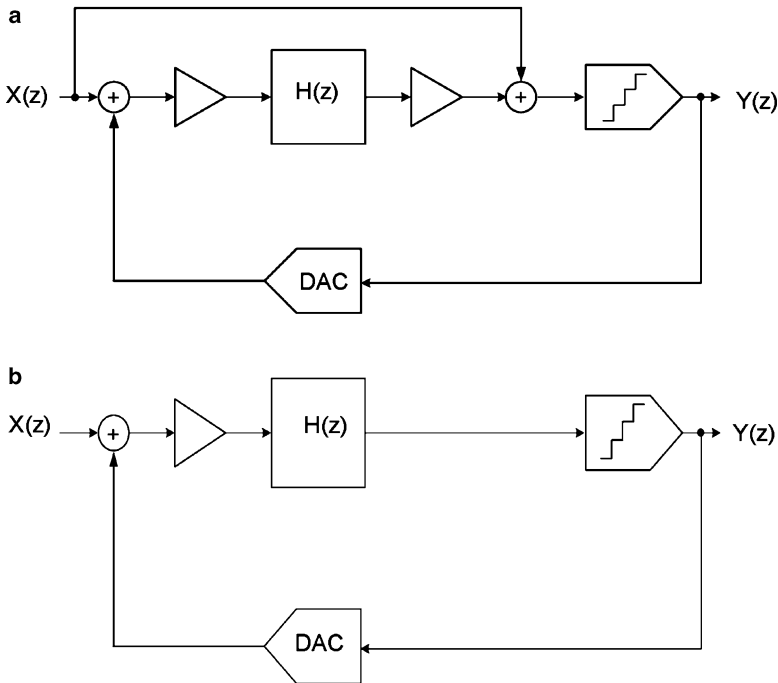 a
X(z)
+
H(z)
+
Y(z)
DAC
b
X(z)
+
H(z)
Y(z)
DAC